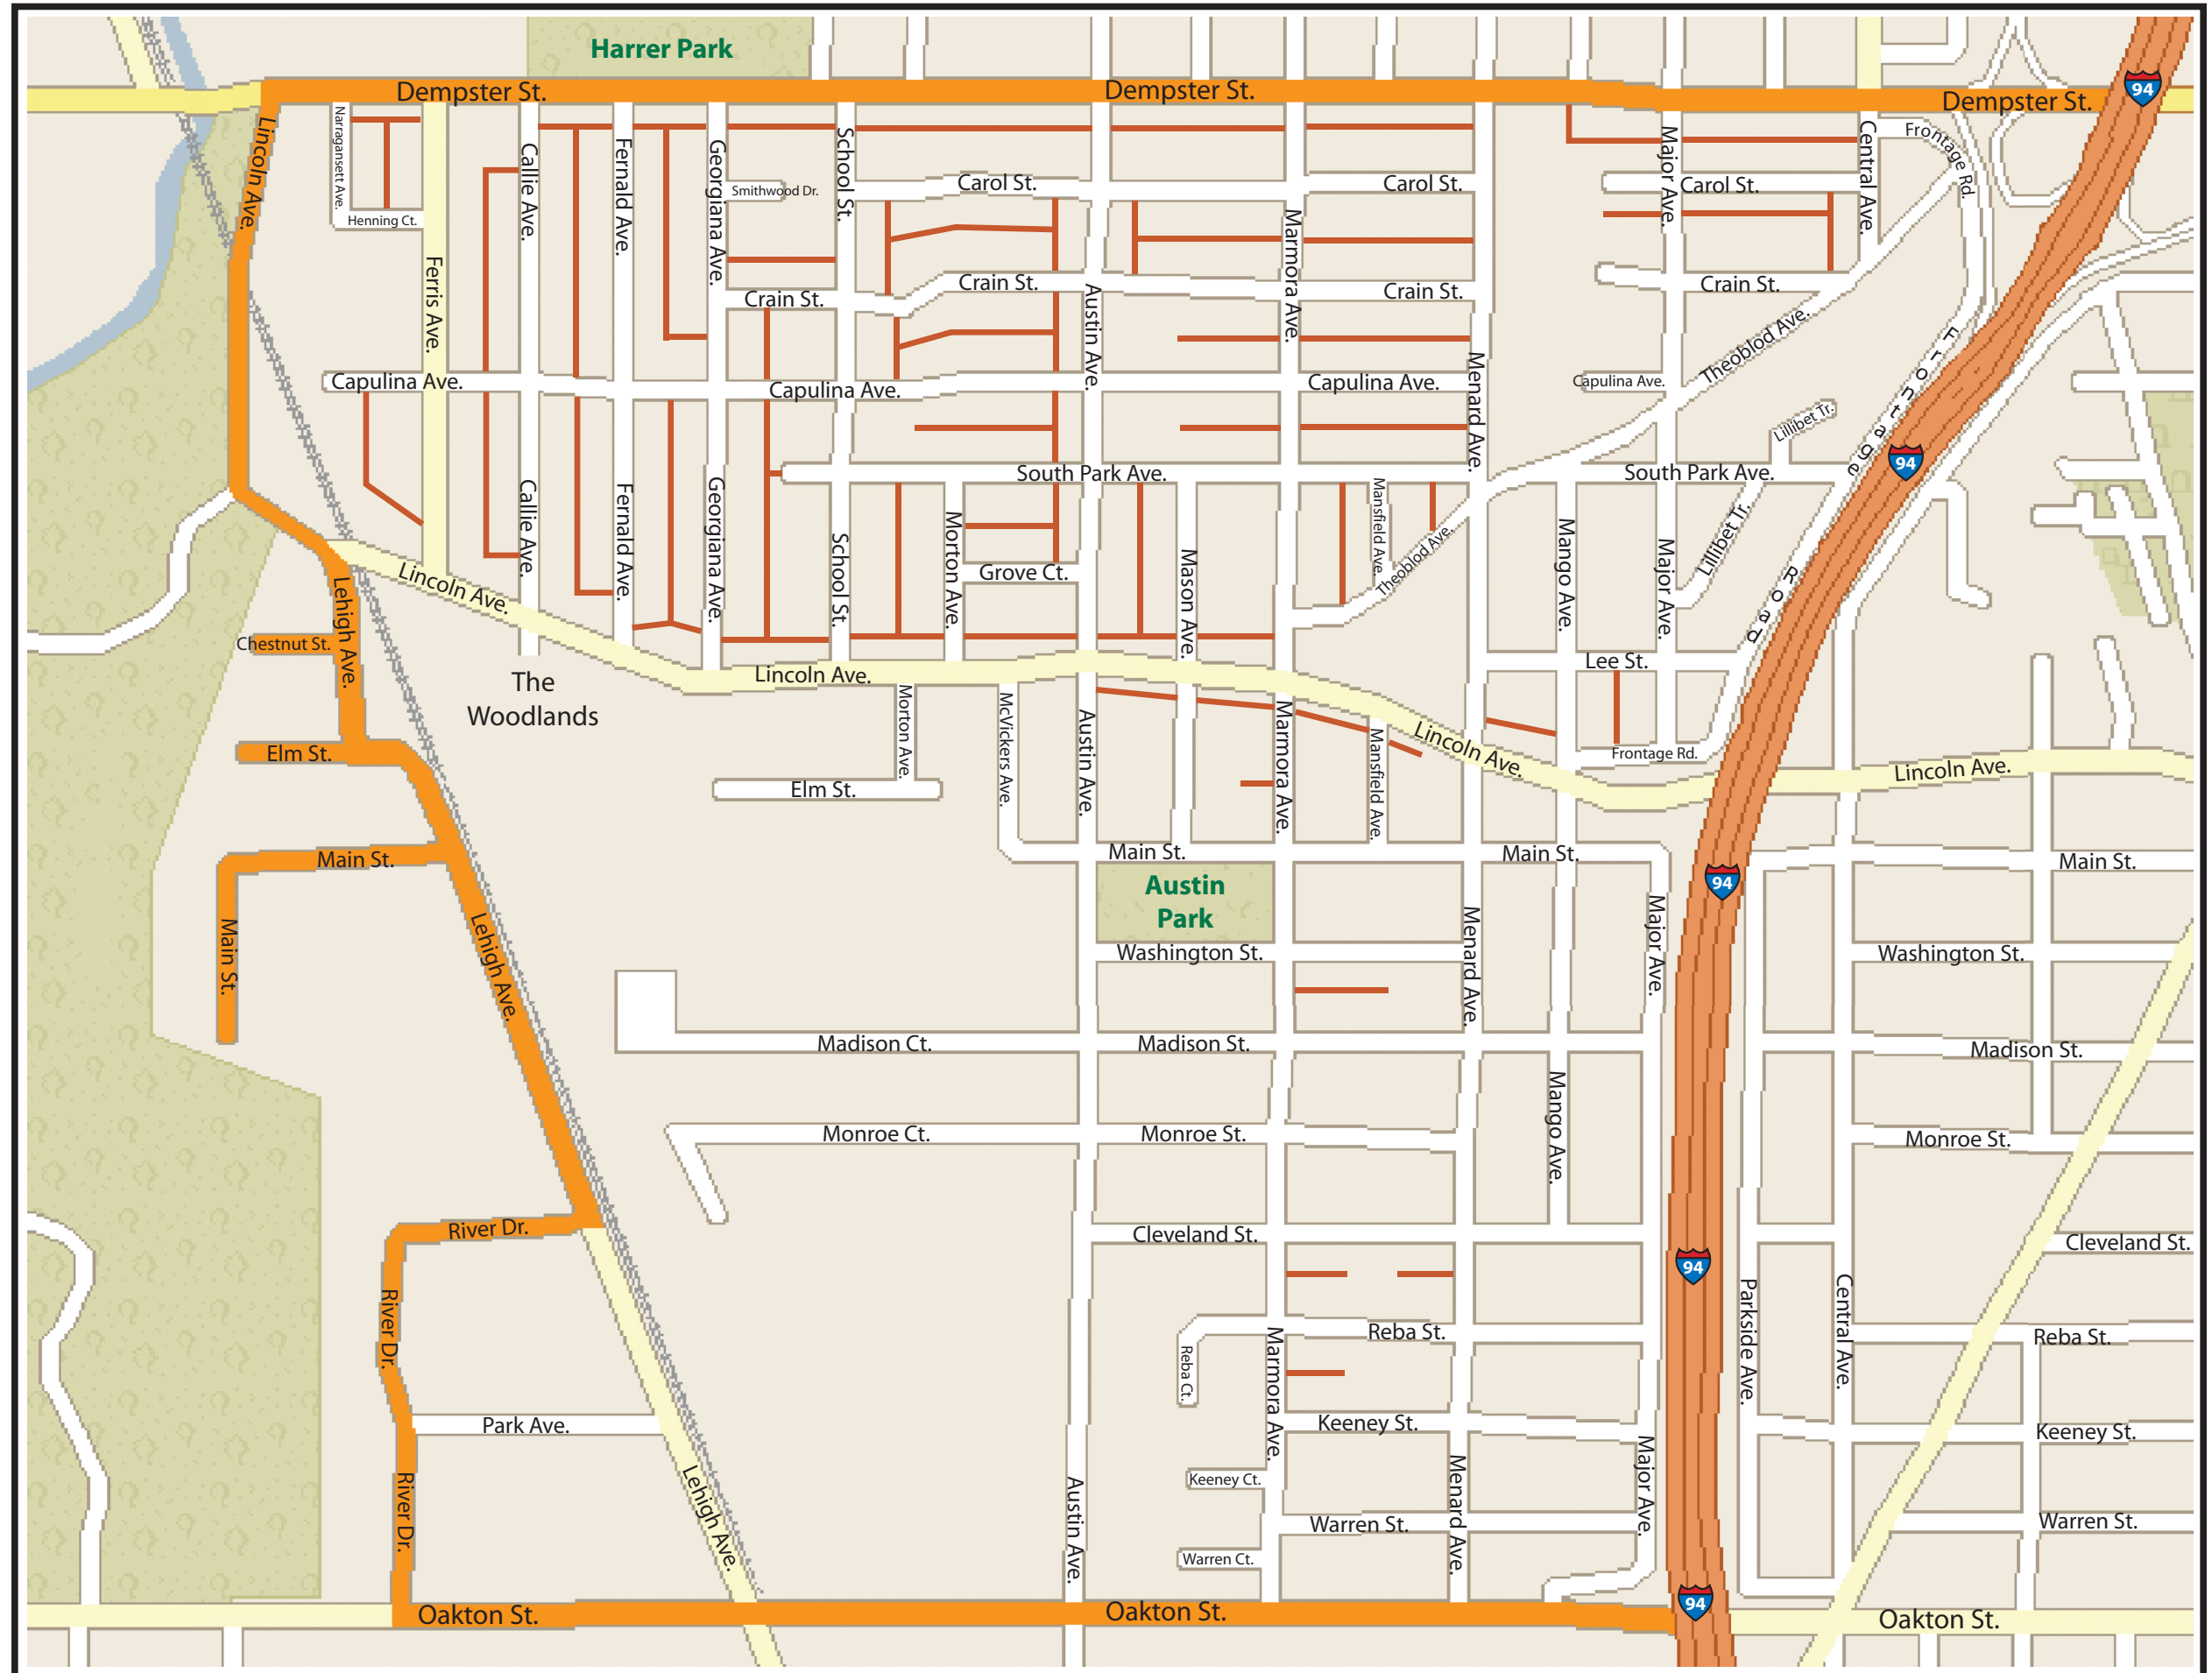 Harrer Park
Dempster St.
Dempster St.
Dempster St.
94
Lincoln Ave.
Narragansett Ave.
Henning Ct.
Ferris Ave.
Callie Ave.
Fernald Ave.
Georgiana Ave.
Smithwood Dr.
School St.
Carol St.
Carol St.
Carol St.
Major Ave.
Central Ave.
Frontage Rd.
Marmora Ave.
Crain St.
Crain St.
Crain St.
Crain St.
Austin Ave.
Menard Ave.
Theoblod Ave.
Frontage Road
Capulina Ave.
Capulina Ave.
Capulina Ave.
Capulina Ave.
Lillibet Tr.
94
South Park Ave.
South Park Ave.
Callie Ave.
Fernald Ave.
Georgiana Ave.
School St.
Morton Ave.
Grove Ct.
Mason Ave.
Mansfield Ave.
Theoblod Ave.
Mango Ave.
Major Ave.
Lillibet Tr.
Lincoln Ave.
Lehigh Ave.
Chestnut St.
Lee St.
The
Woodlands
Lincoln Ave.
Morton Ave.
McVickers Ave.
Austin Ave.
Marmora Ave.
Mansfield Ave.
Lincoln Ave.
Frontage Rd.
Lincoln Ave.
Elm St.
Elm St.
Main St.
Main St.
Main St.
Main St.
Main St.
Austin
Park
94
Lehigh Ave.
Menard Ave.
Major Ave.
Washington St.
Washington St.
Madison Ct.
Madison St.
Madison St.
Mango Ave.
Monroe Ct.
Monroe St.
Monroe St.
River Dr.
Cleveland St.
Cleveland St.
94
River Dr.
Parkside Ave.
Central Ave.
Reba St.
Reba St.
Reba Ct.
Marmora Ave.
Park Ave.
Keeney St.
Keeney St.
River Dr.
Lehigh Ave.
Austin Ave.
Keeney Ct.
Menard Ave.
Major Ave.
Warren St.
Warren St.
Warren Ct.
94
Oakton St.
Oakton St.
Oakton St.